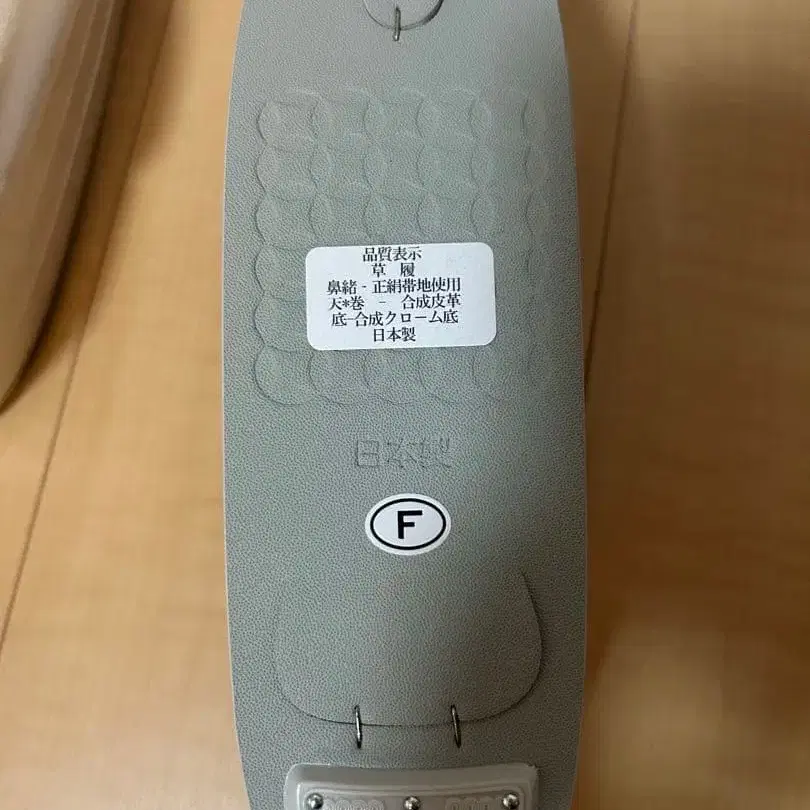 品質表示
草 履
鼻緒 - 正絹帯地使用
天*巻 - 合成皮革
底-合成クローム底
日本製
日本製
F